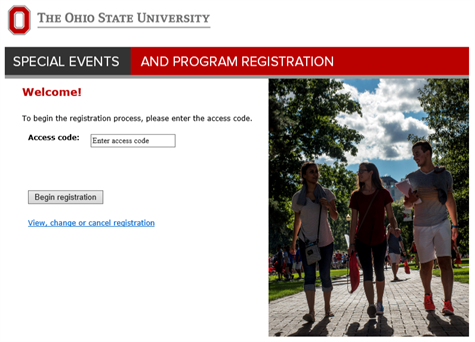 THE OHIO STATE UNIVERSITY
SPECIAL EVENTS AND PROGRAM REGISTRATION
Welcome!
To begin the registration process, please enter the access code.
Access code: Enter access code
Begin registration
View, change or cancel registration